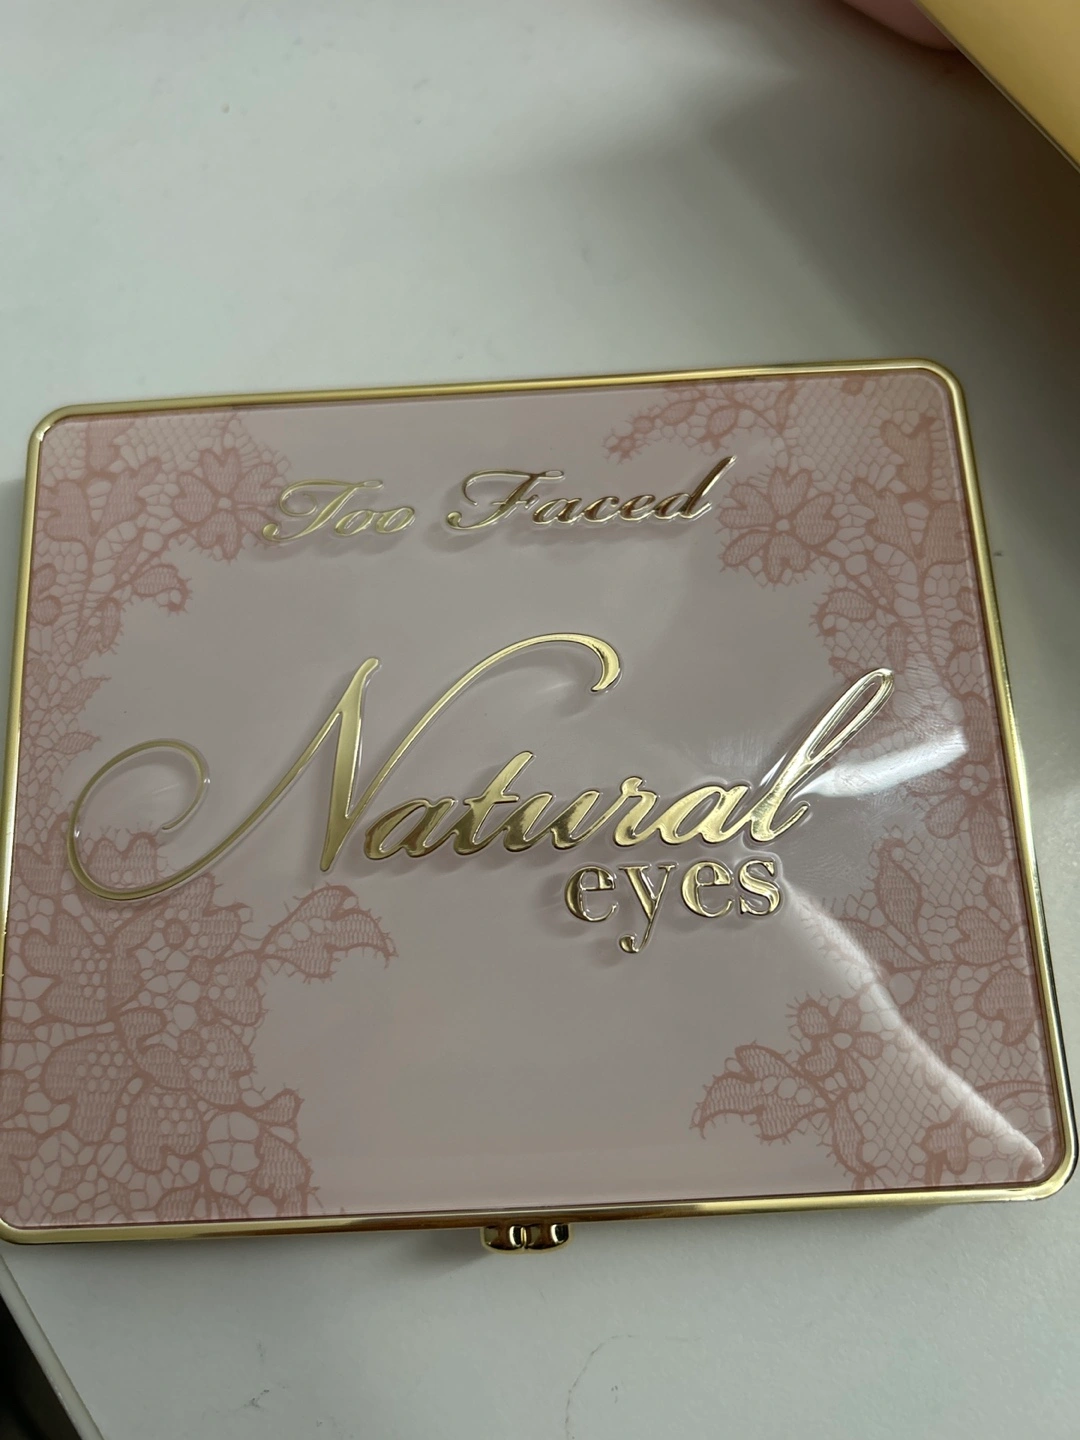 Too Faced
Natural
eyes